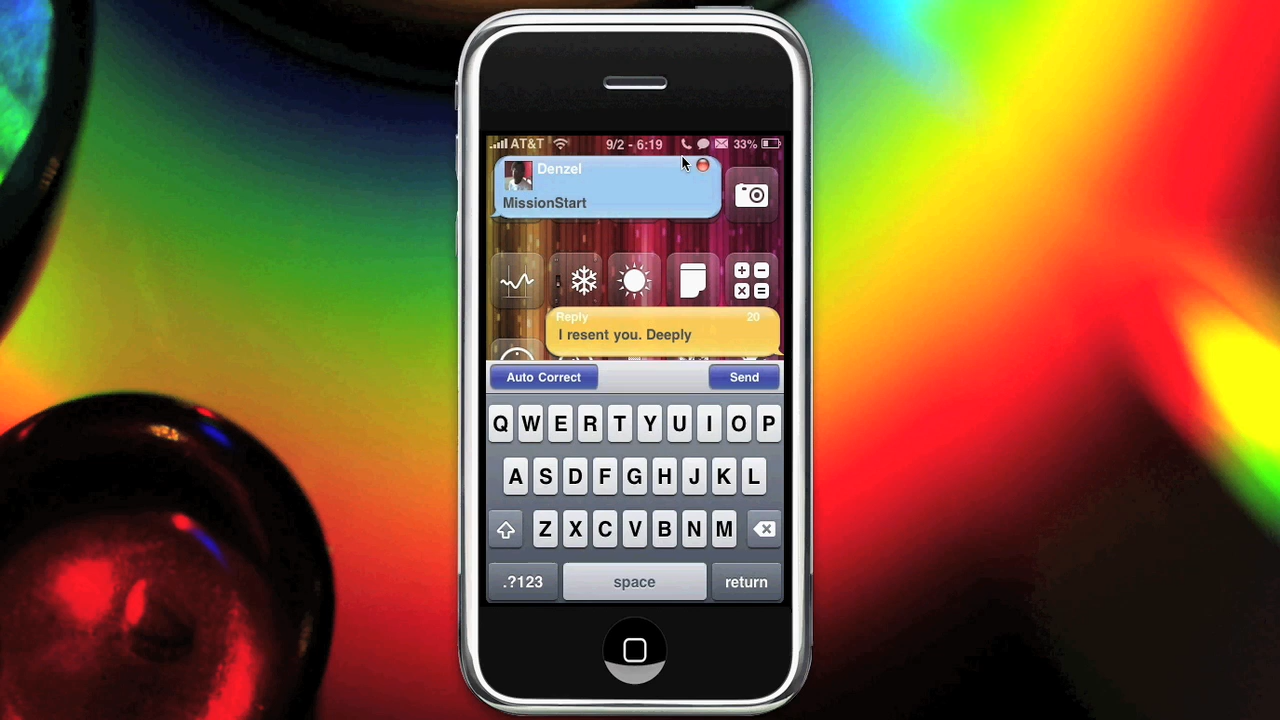 AT&T 9/2 - 6:19 33%
Denzel
MissionStart
Reply 20
I resent you. Deeply
Auto Correct Send
Q W E R T Y U I O P
A S D F G H J K L
Z X C V B N M
.?123 space return